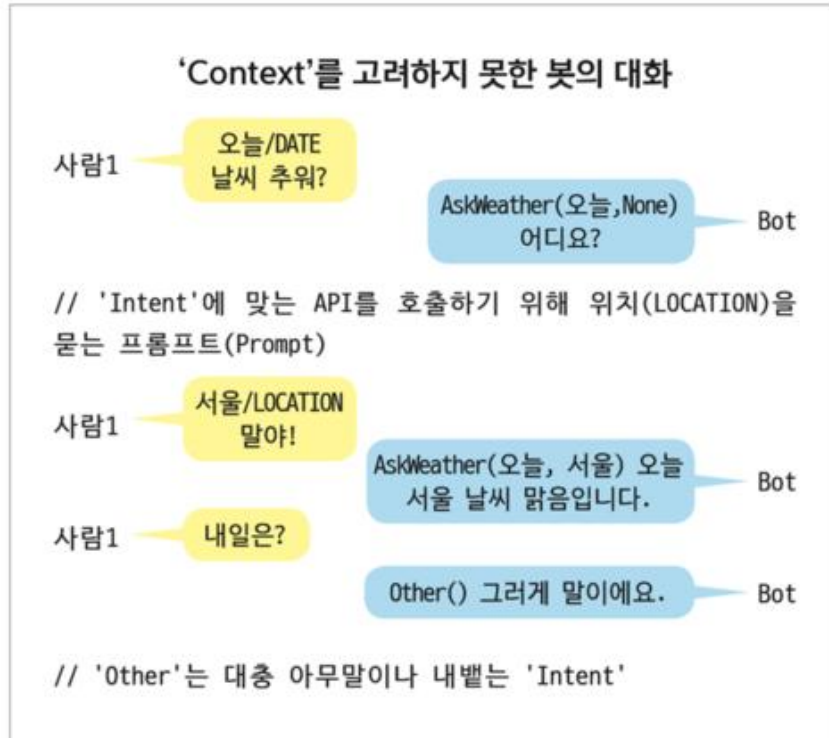 ‘Context’를 고려하지 못한 봇의 대화
사람1
오늘/DATE
날씨 추워?
AskWeather(오늘,None)
어디요?
Bot
// 'Intent'에 맞는 API를 호출하기 위해 위치(LOCATION)을
묻는 프롬프트(Prompt)
사람1
서울/LOCATION
말야!
AskWeather(오늘, 서울) 오늘
서울 날씨 맑음입니다.
Bot
사람1
내일은?
Other() 그러게 말이에요.
Bot
// 'Other'는 대충 아무말이나 내뱉는 'Intent'